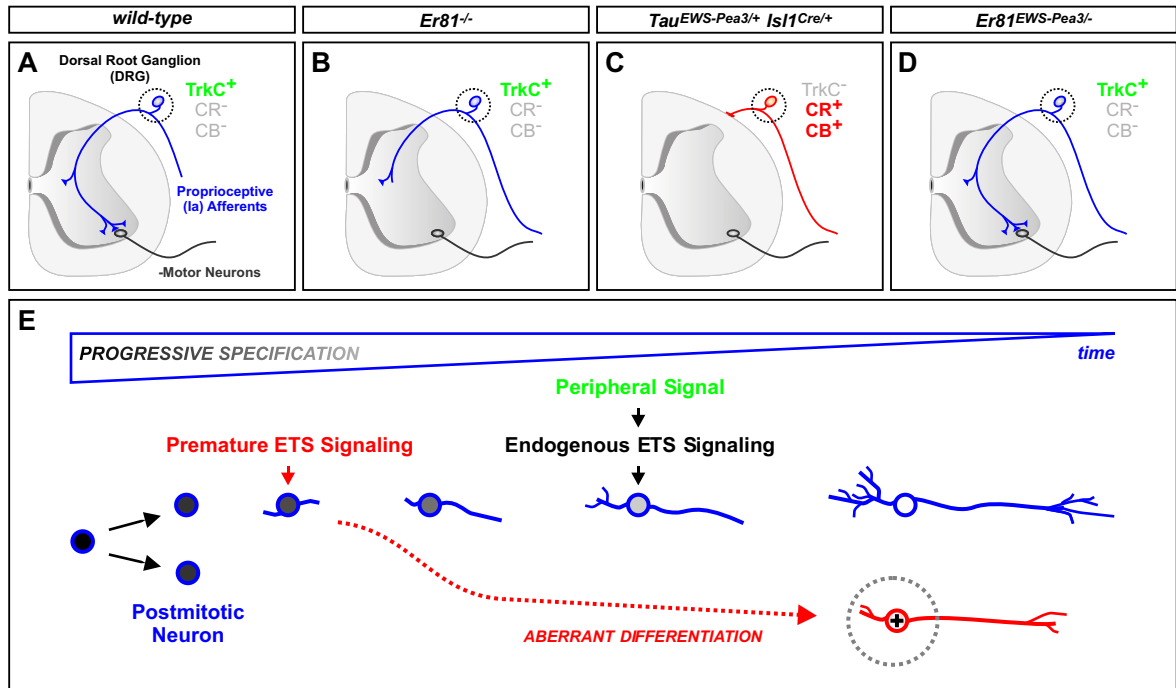 wild-type
Er81-/-
TauEWS-Pea3/+ Isl1Cre/+
Er81EWS-Pea3/-
A
Dorsal Root Ganglion
(DRG)
TrkC+
CR-
CB-
Proprioceptive
(Ia) Afferents
-Motor Neurons
B
TrkC+
CR-
CB-
C
TrkC-
CR+
CB+
D
TrkC+
CR-
CB-
E
PROGRESSIVE SPECIFICATION
time
Peripheral Signal
Premature ETS Signaling
Endogenous ETS Signaling
Postmitotic
Neuron
+
ABERRANT DIFFERENTIATION